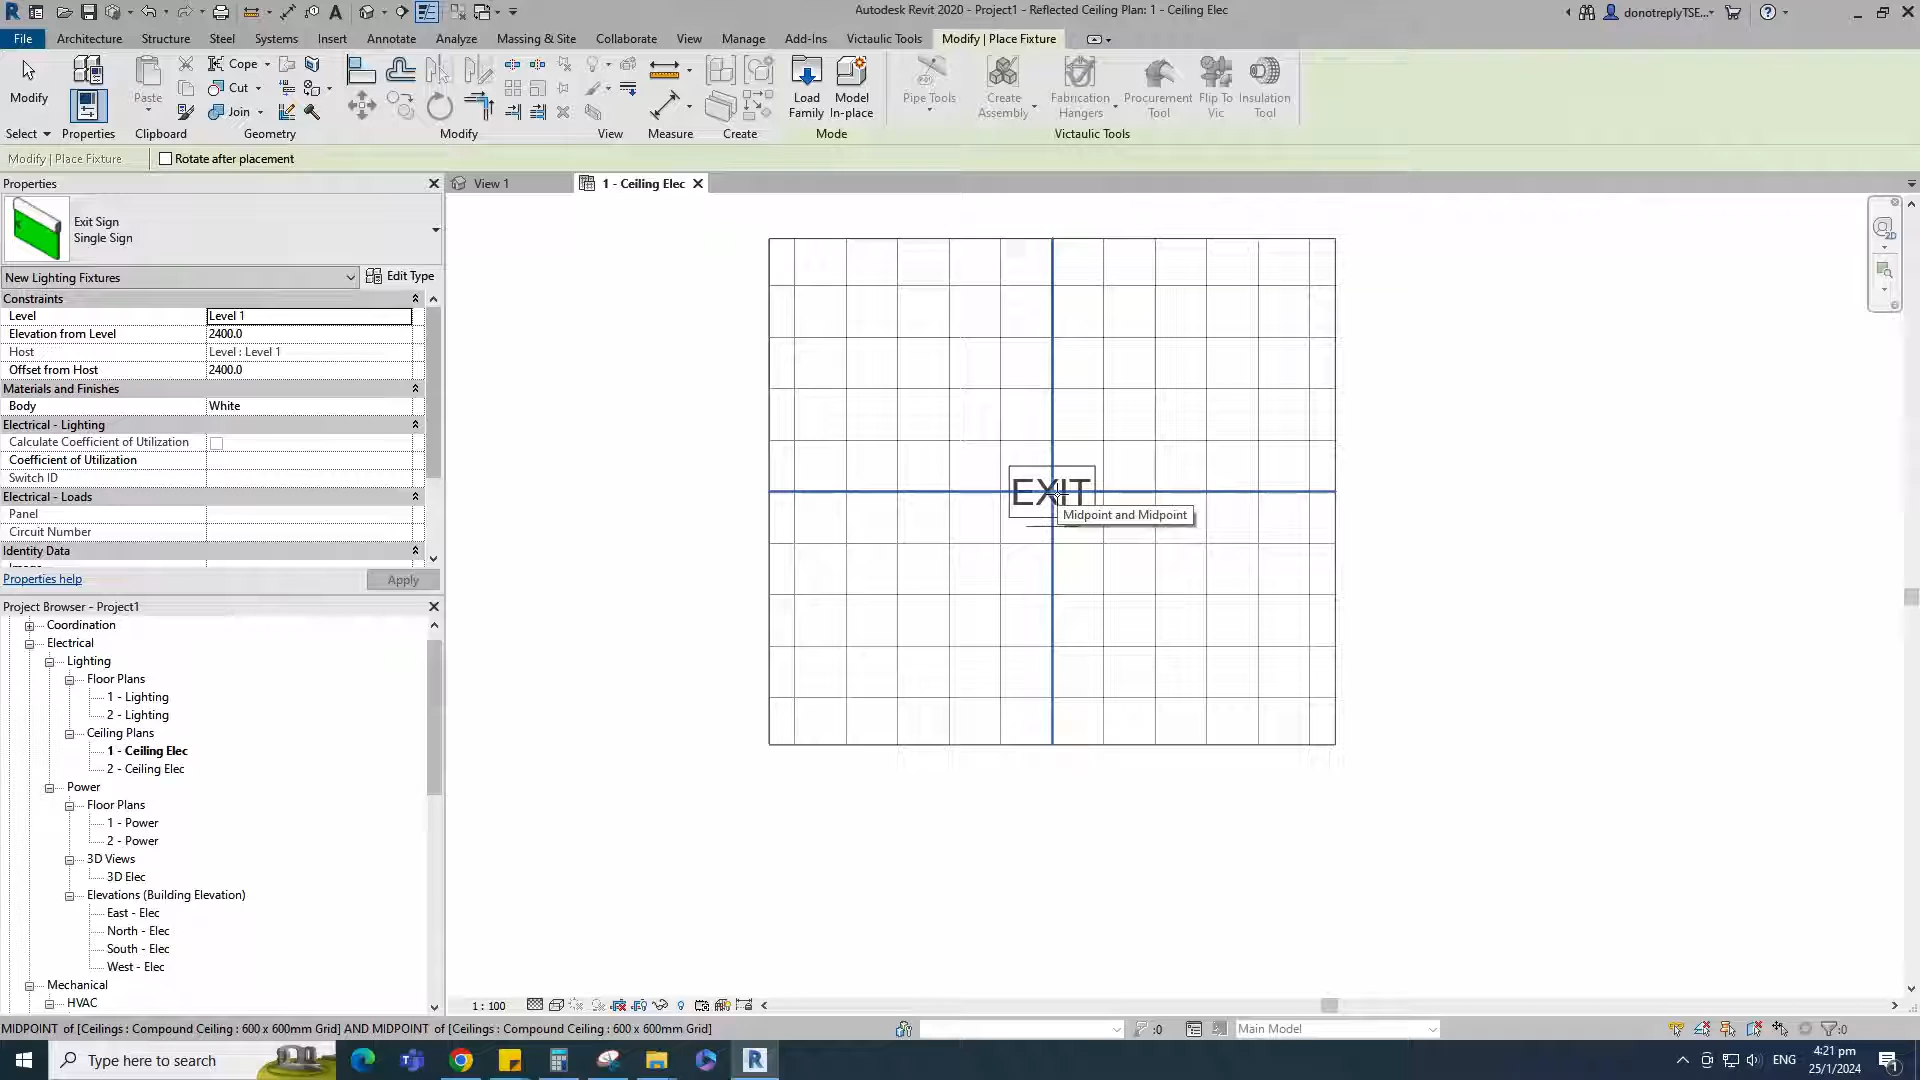 Autodesk Revit 2020 - Project1 - Reflected Ceiling Plan: 1 - Ceiling Elec
donotreplyTSE...
File Architecture Structure Steel Systems Insert Annotate Analyze Massing & Site Collaborate View Manage Add-Ins Victaulic Tools Modify | Place Fixture
Modify
Paste
Cope
Cut
Join
Load Family
Model In-place
Pipe Tools
Create Assembly
Fabrication Hangers
Procurement Tool
Flip To Vic
Insulation Tool
Select Properties Clipboard Geometry Modify View Measure Create Mode Victaulic Tools
Modify | Place Fixture Rotate after placement
Properties
View 1
1 - Ceiling Elec
Exit Sign
Single Sign
New Lighting Fixtures Edit Type
Constraints
Level Level 1
Elevation from Level 2400.0
Host Level : Level 1
Offset from Host 2400.0
Materials and Finishes
Body White
Electrical - Lighting
Calculate Coefficient of Utilization
Coefficient of Utilization
Switch ID
Electrical - Loads
Panel
Circuit Number
Identity Data
Properties help Apply
EXIT
Midpoint and Midpoint
2D
Project Browser - Project1
Coordination
Electrical
Lighting
Floor Plans
1 - Lighting
2 - Lighting
Ceiling Plans
1 - Ceiling Elec
2 - Ceiling Elec
Power
Floor Plans
1 - Power
2 - Power
3D Views
3D Elec
Elevations (Building Elevation)
East - Elec
North - Elec
South - Elec
West - Elec
Mechanical
HVAC
1 : 100
MIDPOINT of [Ceilings : Compound Ceiling : 600 x 600mm Grid] AND MIDPOINT of [Ceilings : Compound Ceiling : 600 x 600mm Grid]
:0
Main Model
:0
Type here to search
ENG
4:21 pm
25/1/2024